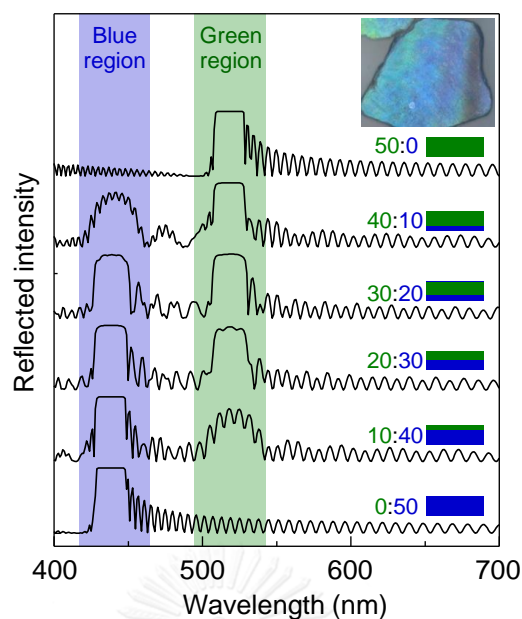 Blue region
Green region
50:0
40:10
30:20
20:30
10:40
0:50
Reflected intensity
400 500 600 700
Wavelength (nm)